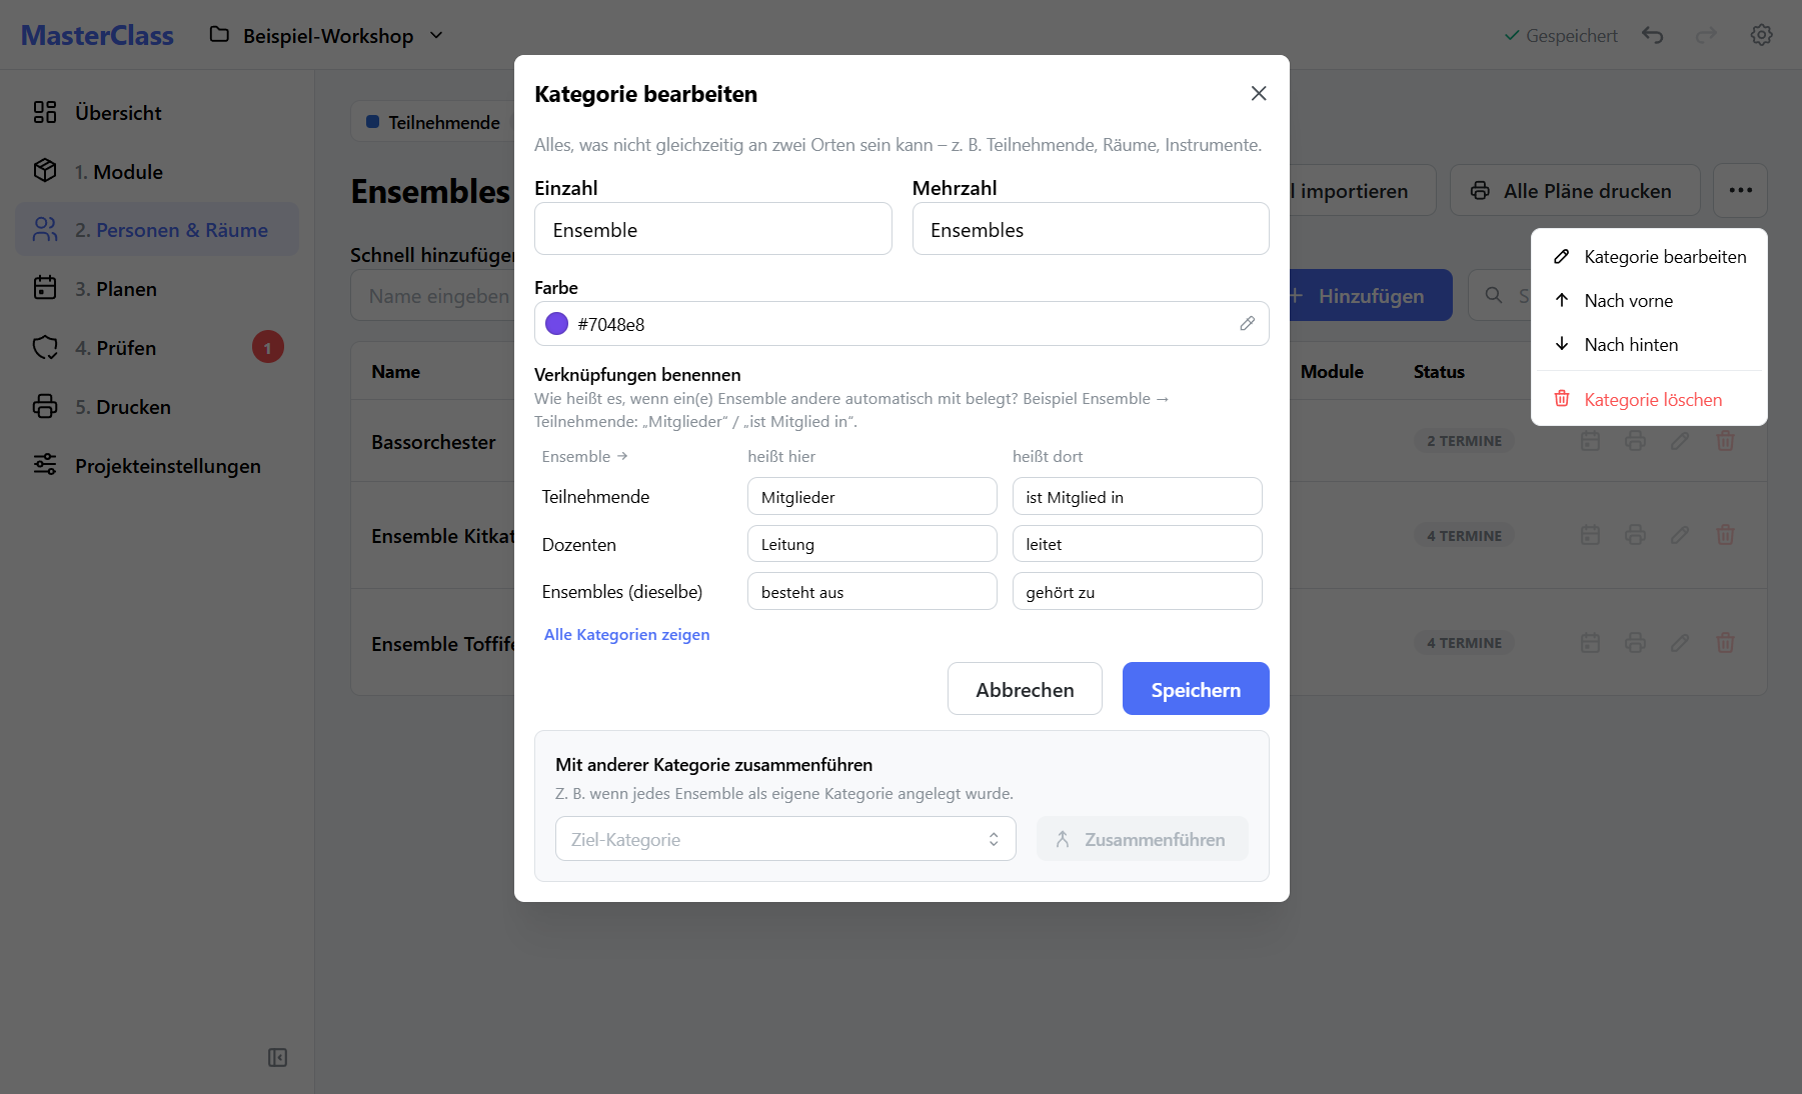 MasterClass
Beispiel-Workshop
Gespeichert
Übersicht
1. Module
2. Personen & Räume
3. Planen
4. Prüfen
1
5. Drucken
Projekteinstellungen
Teilnehmende
Ensembles
importieren
Alle Pläne drucken
Schnell hinzufügen
Name eingeben
Hinzufügen
Name
Module
Status
Bassorchester
2 TERMINE
Ensemble Kitkat
4 TERMINE
Ensemble Toffife
4 TERMINE
Kategorie bearbeiten
Nach vorne
Nach hinten
Kategorie löschen
Kategorie bearbeiten
Alles, was nicht gleichzeitig an zwei Orten sein kann – z. B. Teilnehmende, Räume, Instrumente.
Einzahl
Mehrzahl
Ensemble
Ensembles
Farbe
#7048e8
Verknüpfungen benennen
Wie heißt es, wenn ein(e) Ensemble andere automatisch mit belegt? Beispiel Ensemble →
Teilnehmende: „Mitglieder“ / „ist Mitglied in“.
Ensemble →
heißt hier
heißt dort
Teilnehmende
Mitglieder
ist Mitglied in
Dozenten
Leitung
leitet
Ensembles (dieselbe)
besteht aus
gehört zu
Alle Kategorien zeigen
Abbrechen
Speichern
Mit anderer Kategorie zusammenführen
Z. B. wenn jedes Ensemble als eigene Kategorie angelegt wurde.
Ziel-Kategorie
Zusammenführen